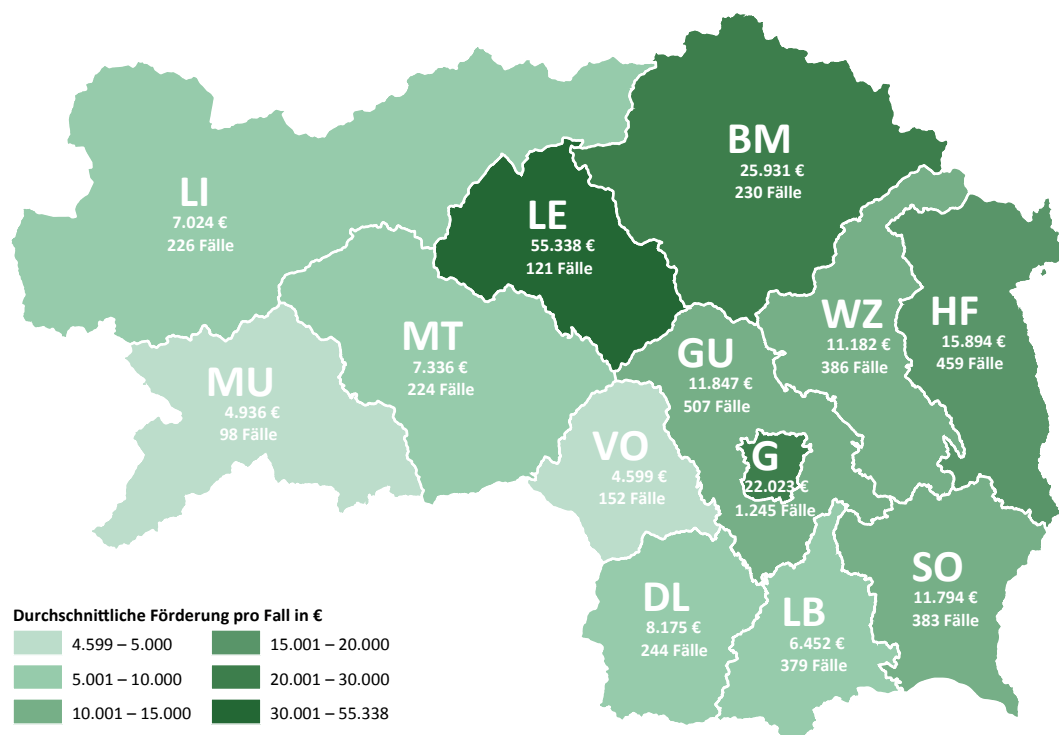 BM
25.931 €
230 Fälle
LI
7.024 €
226 Fälle
LE
55.338 €
121 Fälle
WZ
11.182 €
386 Fälle
HF
15.894 €
459 Fälle
MT
7.336 €
224 Fälle
GU
11.847 €
507 Fälle
MU
4.936 €
98 Fälle
VO
4.599 €
152 Fälle
G
22.023 €
1.245 Fälle
SO
11.794 €
383 Fälle
DL
8.175 €
244 Fälle
LB
6.452 €
379 Fälle
Durchschnittliche Förderung pro Fall in €
4.599 – 5.000
5.001 – 10.000
10.001 – 15.000
15.001 – 20.000
20.001 – 30.000
30.001 – 55.338